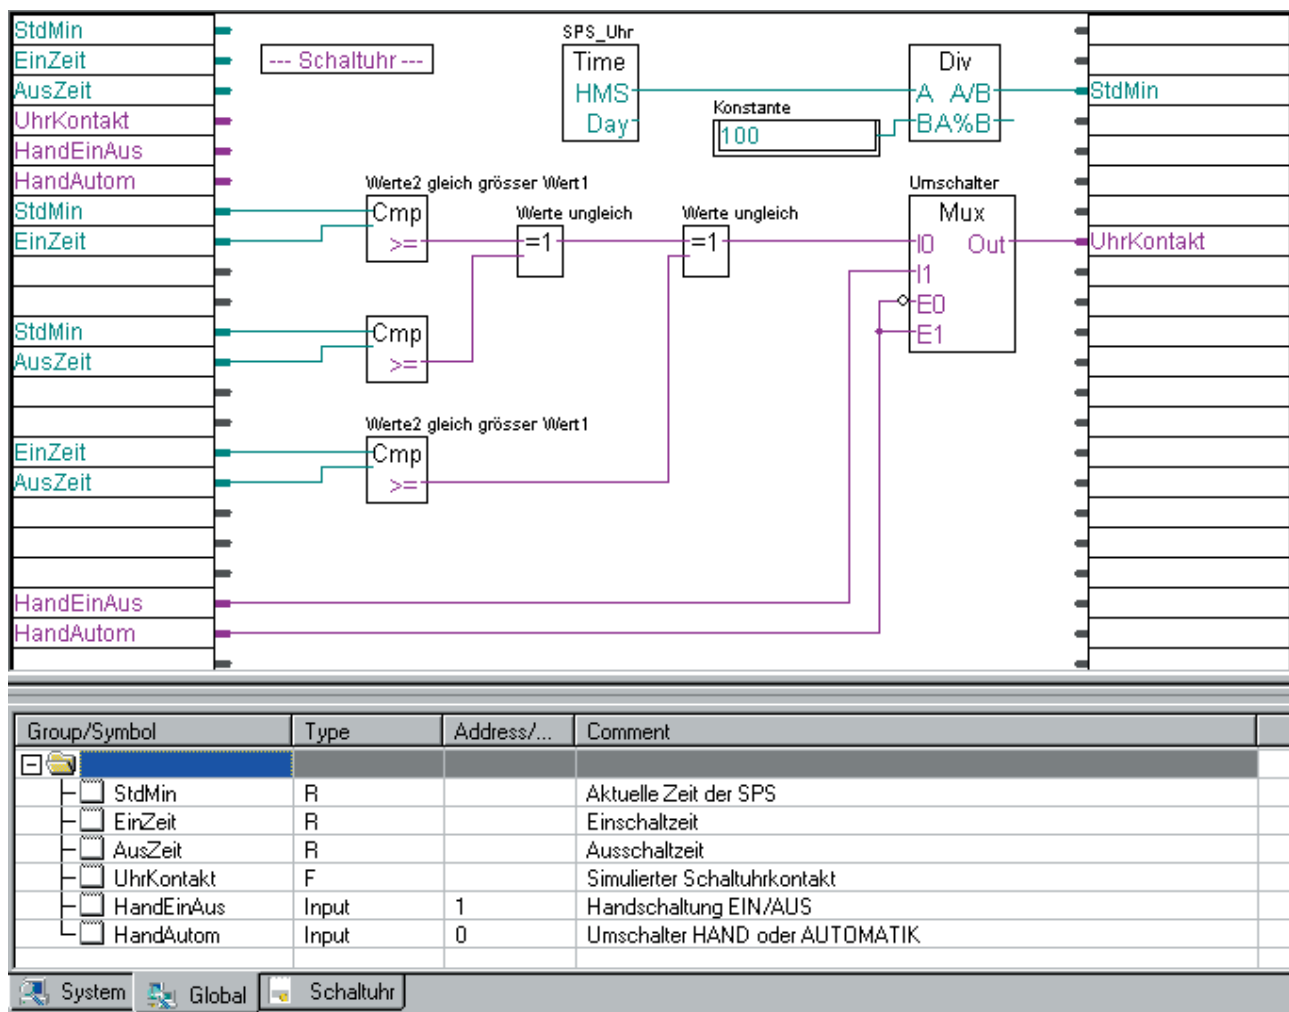 StdMin
EinZeit
AusZeit
UhrKontakt
HandEinAus
HandAutom
StdMin
EinZeit
StdMin
AusZeit
EinZeit
AusZeit
HandEinAus
HandAutom
--- Schaltuhr ---
SPS_Uhr
Time
HMS
Day
Konstante
100
Div
A A/B
B A%B
StdMin
Werte2 gleich grösser Wert1
Cmp
>=
Werte ungleich
=1
Werte ungleich
=1
Umschalter
Mux
I0 Out
I1
E0
E1
UhrKontakt
Cmp
>=
Werte2 gleich grösser Wert1
Cmp
>=
Group/Symbol Type Address/... Comment
StdMin R Aktuelle Zeit der SPS
EinZeit R Einschaltzeit
AusZeit R Ausschaltzeit
UhrKontakt F Simulierter Schaltuhrkontakt
HandEinAus Input 1 Handschaltung EIN/AUS
HandAutom Input 0 Umschalter HAND oder AUTOMATIK
System Global Schaltuhr